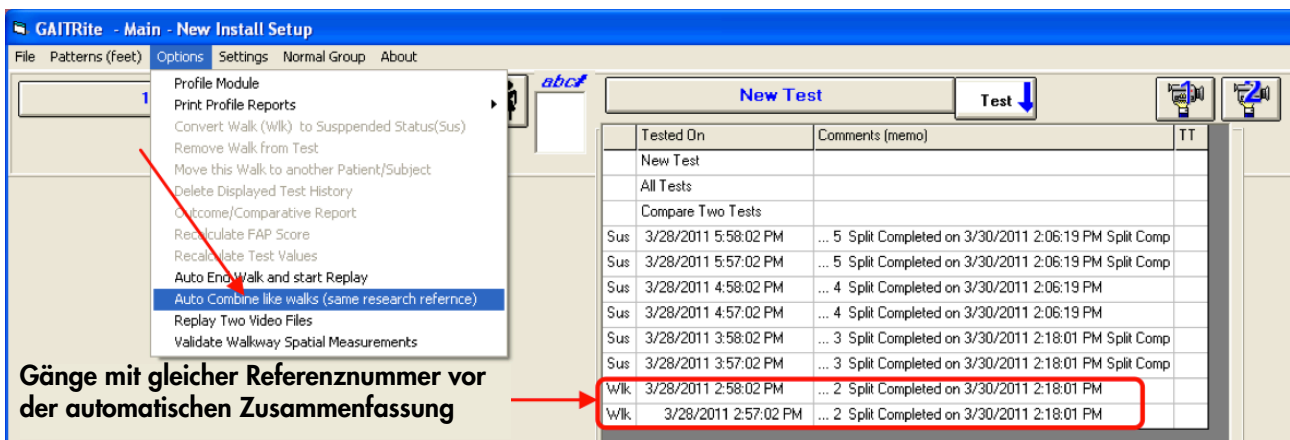 GAITRite - Main - New Install Setup
File Patterns (feet) Options Settings Normal Group About
1
Profile Module
Print Profile Reports
Convert Walk (Wlk) to Susppended Status(Sus)
Remove Walk from Test
Move this Walk to another Patient/Subject
Delete Displayed Test History
Outcome/Comparative Report
Recalculate FAP Score
Recalculate Test Values
Auto End Walk and start Replay
Auto Combine like walks (same research refernce)
Replay Two Video Files
Validate Walkway Spatial Measurements
New Test
Test
1
2
Tested On Comments (memo) TT
New Test
All Tests
Compare Two Tests
Sus 3/28/2011 5:58:02 PM ... 5 Split Completed on 3/30/2011 2:06:19 PM Split Comp
Sus 3/28/2011 5:57:02 PM ... 5 Split Completed on 3/30/2011 2:06:19 PM Split Comp
Sus 3/28/2011 4:58:02 PM ... 4 Split Completed on 3/30/2011 2:06:19 PM
Sus 3/28/2011 4:57:02 PM ... 4 Split Completed on 3/30/2011 2:06:19 PM
Sus 3/28/2011 3:58:02 PM ... 3 Split Completed on 3/30/2011 2:18:01 PM Split Comp
Sus 3/28/2011 3:57:02 PM ... 3 Split Completed on 3/30/2011 2:18:01 PM Split Comp
Wlk 3/28/2011 2:58:02 PM ... 2 Split Completed on 3/30/2011 2:18:01 PM
Wlk 3/28/2011 2:57:02 PM ... 2 Split Completed on 3/30/2011 2:18:01 PM
Gänge mit gleicher Referenznummer vor
der automatischen Zusammenfassung